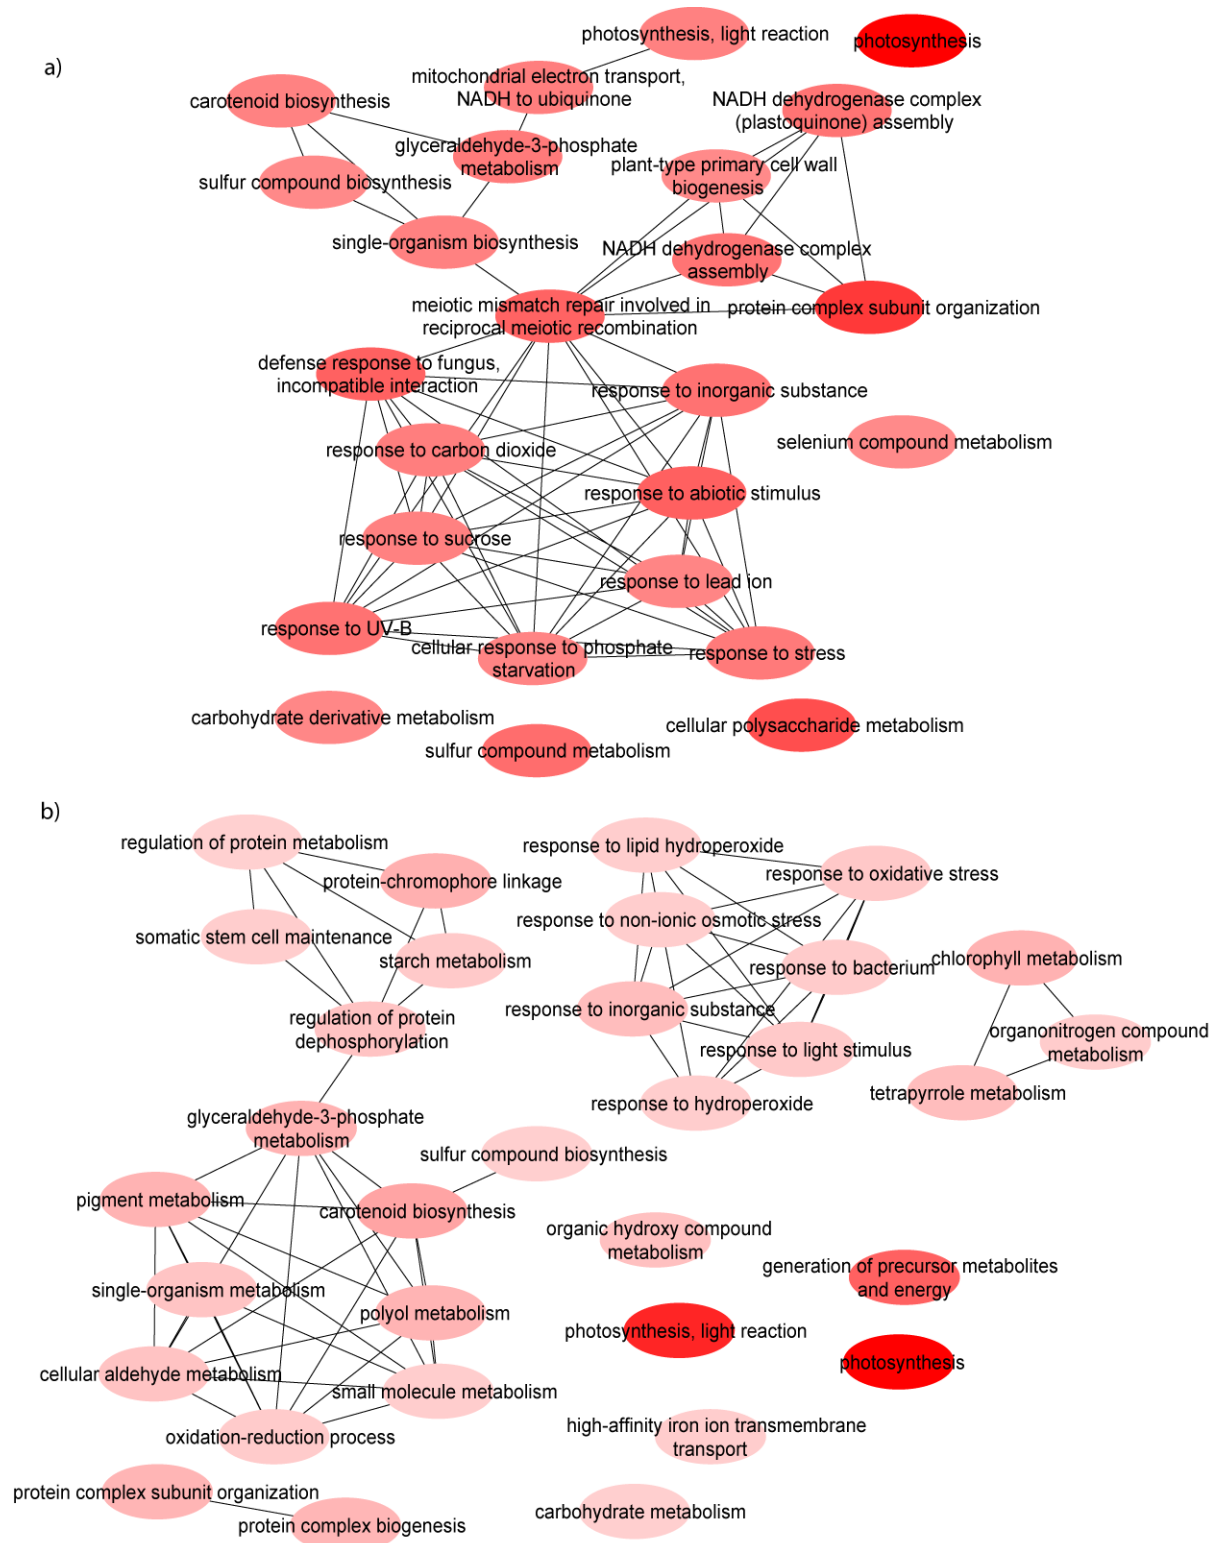 a)
photosynthesis, light reaction
photosynthesis
mitochondrial electron transport,
NADH to ubiquinone
carotenoid biosynthesis
NADH dehydrogenase complex
(plastoquinone) assembly
glyceraldehyde-3-phosphate
metabolism
plant-type primary cell wall
biogenesis
sulfur compound biosynthesis
single-organism biosynthesis
NADH dehydrogenase complex
assembly
meiotic mismatch repair involved in
reciprocal meiotic recombination
protein complex subunit organization
defense response to fungus,
incompatible interaction
response to inorganic substance
selenium compound metabolism
response to carbon dioxide
response to abiotic stimulus
response to sucrose
response to lead ion
response to UV-B
cellular response to phosphate
starvation
response to stress
carbohydrate derivative metabolism
cellular polysaccharide metabolism
sulfur compound metabolism
b)
regulation of protein metabolism
response to lipid hydroperoxide
protein-chromophore linkage
response to oxidative stress
response to non-ionic osmotic stress
somatic stem cell maintenance
starch metabolism
response to bacterium
chlorophyll metabolism
response to inorganic substance
regulation of protein
dephosphorylation
response to light stimulus
organonitrogen compound
metabolism
tetrapyrrole metabolism
response to hydroperoxide
glyceraldehyde-3-phosphate
metabolism
sulfur compound biosynthesis
pigment metabolism
carotenoid biosynthesis
organic hydroxy compound
metabolism
generation of precursor metabolites
and energy
single-organism metabolism
polyol metabolism
photosynthesis, light reaction
photosynthesis
cellular aldehyde metabolism
small molecule metabolism
oxidation-reduction process
high-affinity iron ion transmembrane
transport
protein complex subunit organization
protein complex biogenesis
carbohydrate metabolism